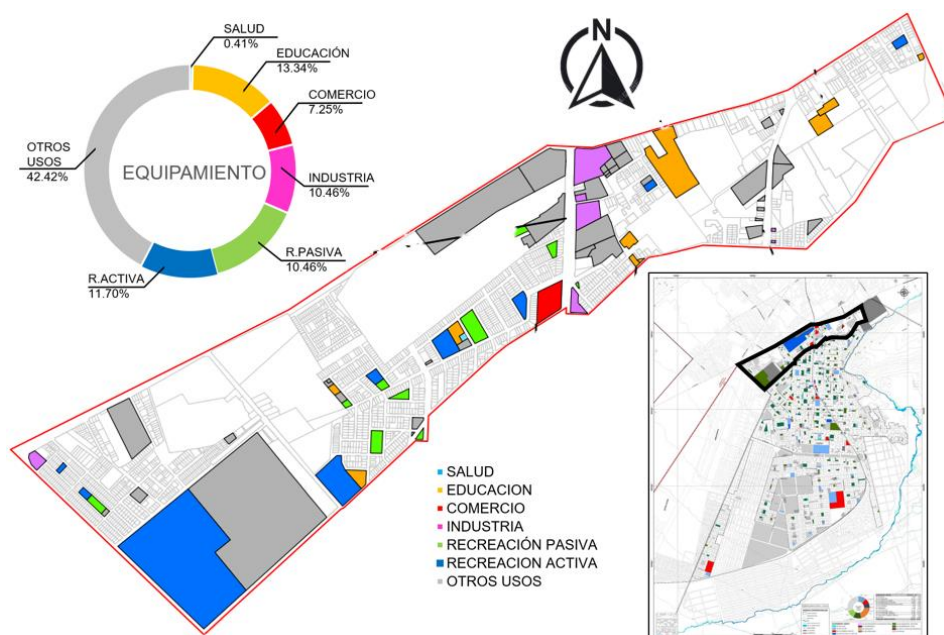 SALUD
0.41%
EDUCACIÓN
13.34%
COMERCIO
7.25%
OTROS
USOS
42.42%
EQUIPAMIENTO
INDUSTRIA
10.46%
R.PASIVA
10.46%
R.ACTIVA
11.70%
N
SALUD
EDUCACION
COMERCIO
INDUSTRIA
RECREACIÓN PASIVA
RECREACION ACTIVA
OTROS USOS